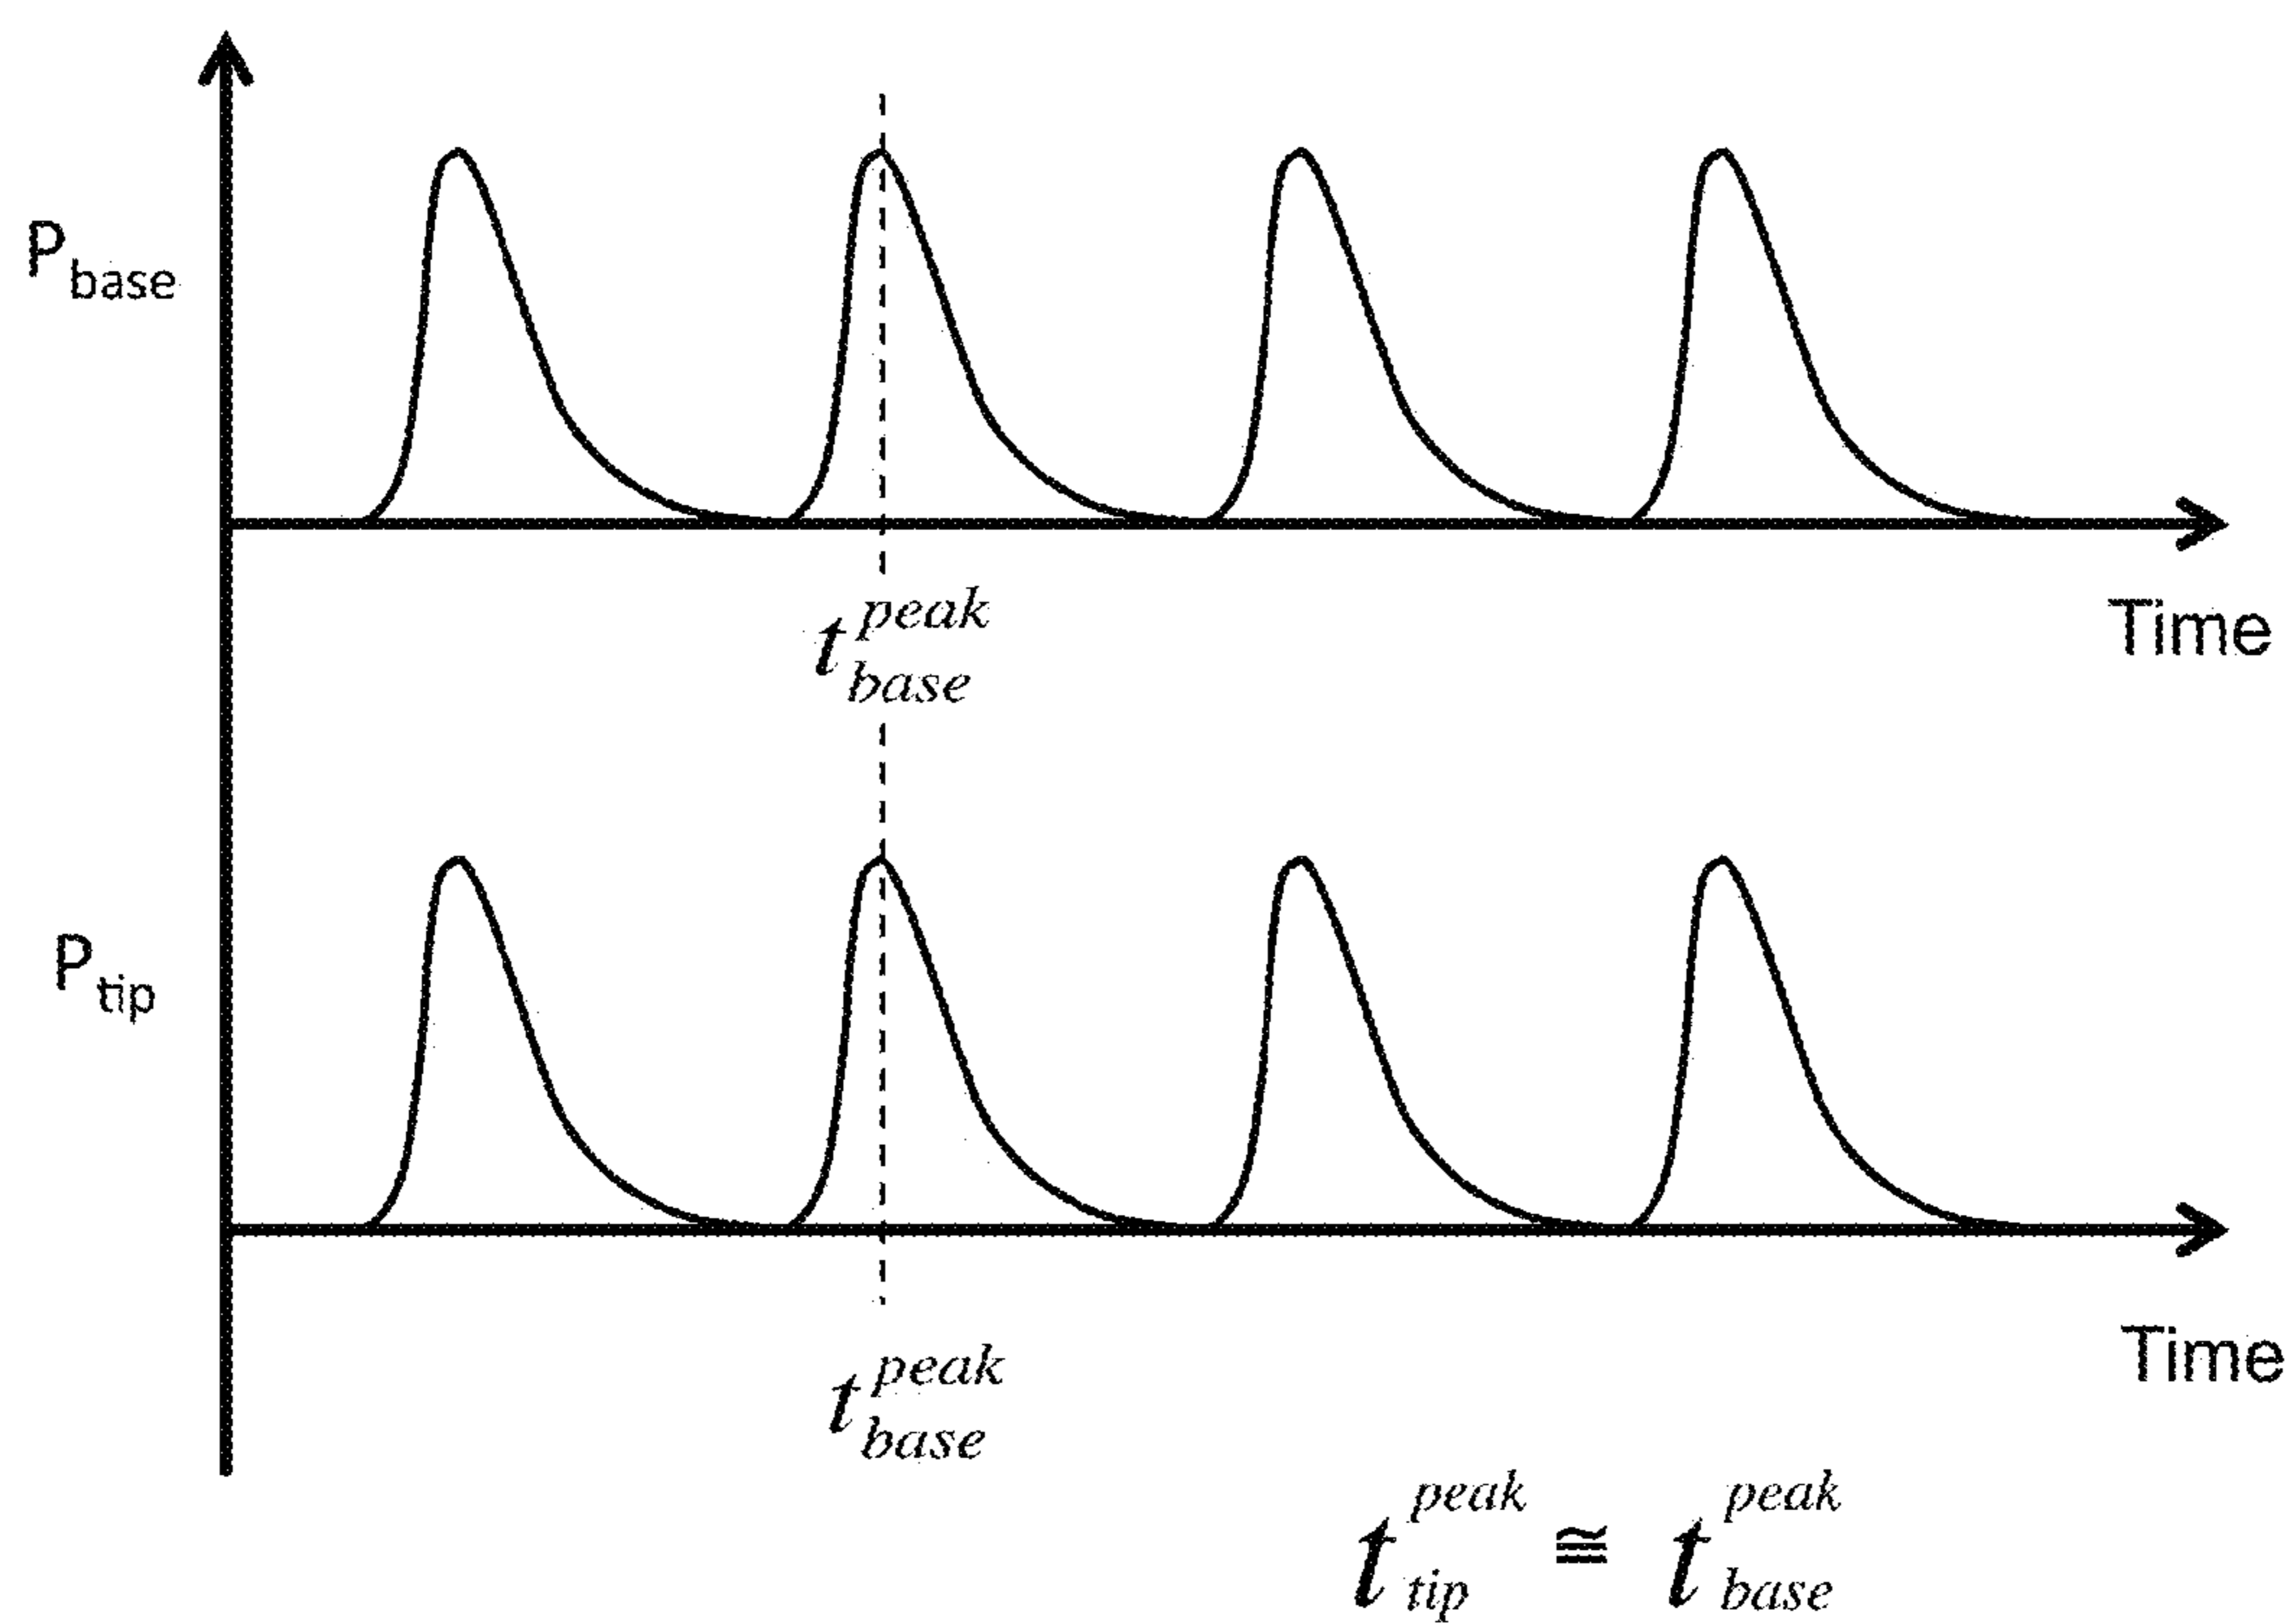 P_base
t_base^peak
Time
P_tip
t_base^peak
Time
t_tip^peak ≅ t_base^peak